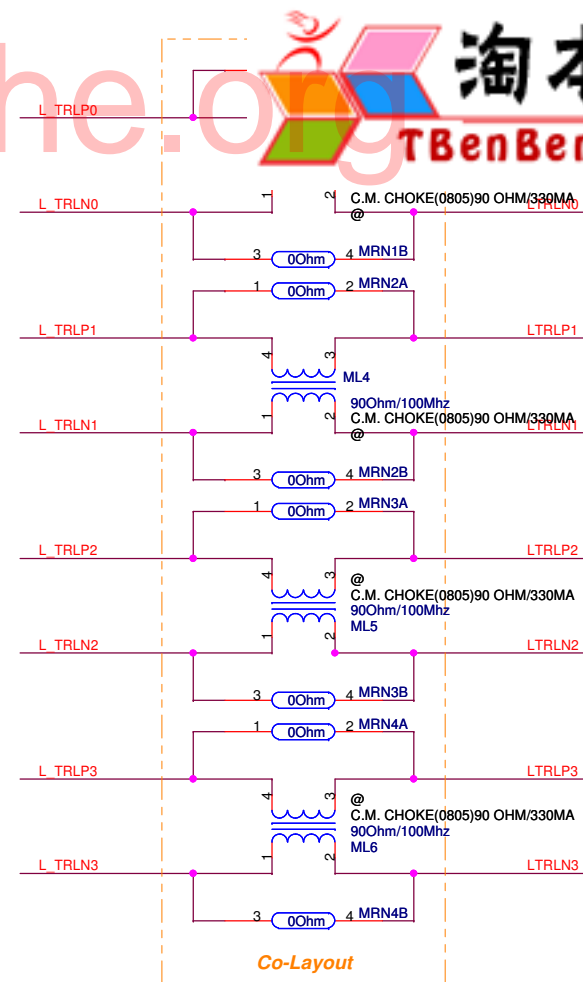 he.org
淘本
TBenBen
L_TRLP0
L_TRLN0
1
2
C.M. CHOKE(0805)90 OHM/330MA
@
LTRLN0
3
0Ohm
4
MRN1B
1
0Ohm
2
MRN2A
L_TRLP1
LTRLP1
4
3
ML4
90Ohm/100Mhz
C.M. CHOKE(0805)90 OHM/330MA
@
1
2
L_TRLN1
LTRLN1
3
0Ohm
4
MRN2B
1
0Ohm
2
MRN3A
L_TRLP2
LTRLP2
4
3
@
C.M. CHOKE(0805)90 OHM/330MA
90Ohm/100Mhz
ML5
1
2
L_TRLN2
LTRLN2
3
0Ohm
4
MRN3B
1
0Ohm
2
MRN4A
L_TRLP3
LTRLP3
4
3
@
C.M. CHOKE(0805)90 OHM/330MA
90Ohm/100Mhz
ML6
1
2
L_TRLN3
LTRLN3
3
0Ohm
4
MRN4B
Co-Layout